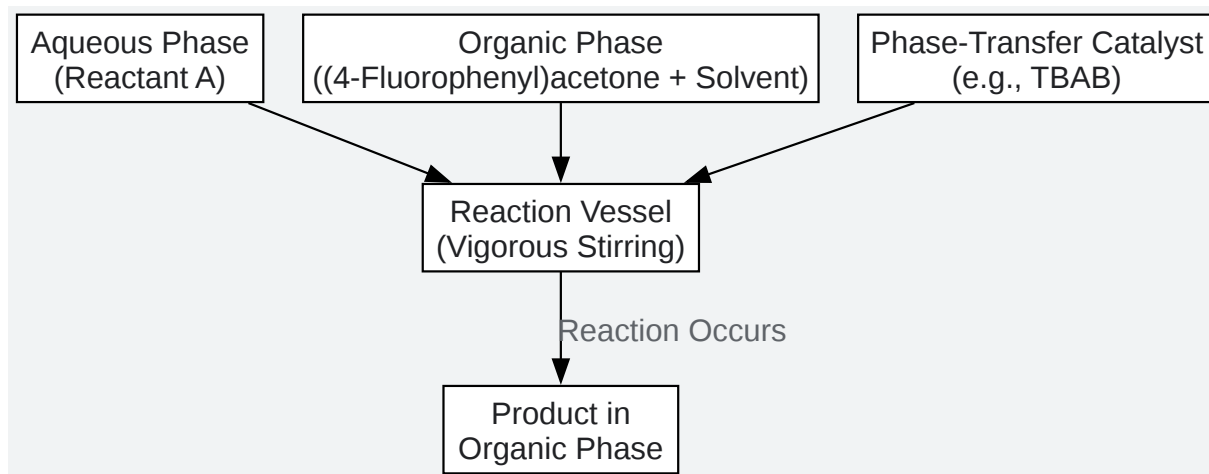 Aqueous Phase
(Reactant A)
Organic Phase
((4-Fluorophenyl)acetone + Solvent)
Phase-Transfer Catalyst
(e.g., TBAB)
Reaction Vessel
(Vigorous Stirring)
Reaction Occurs
Product in
Organic Phase